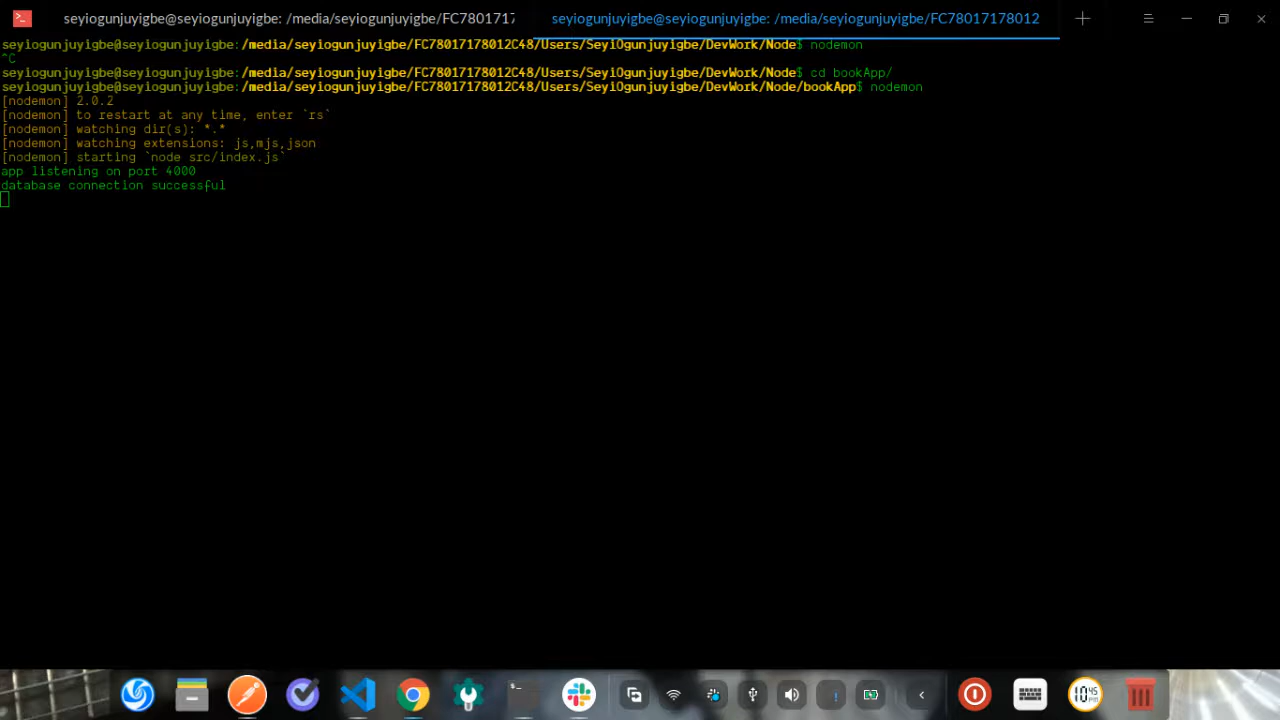 seyiogunjuyigbe@seyiogunjuyigbe: /media/seyiogunjuyigbe/FC7801717
seyiogunjuyigbe@seyiogunjuyigbe: /media/seyiogunjuyigbe/FC78017178012
seyiogunjuyigbe@seyiogunjuyigbe:/media/seyiogunjuyigbe/FC78017178012C48/Users/SeyiOgunjuyigbe/DevWork/Node$ nodemon
^C
seyiogunjuyigbe@seyiogunjuyigbe:/media/seyiogunjuyigbe/FC78017178012C48/Users/SeyiOgunjuyigbe/DevWork/Node$ cd bookApp/
seyiogunjuyigbe@seyiogunjuyigbe:/media/seyiogunjuyigbe/FC78017178012C48/Users/SeyiOgunjuyigbe/DevWork/Node/bookApp$ nodemon
[nodemon] 2.0.2
[nodemon] to restart at any time, enter `rs`
[nodemon] watching dir(s): *.*
[nodemon] watching extensions: js,mjs,json
[nodemon] starting `node src/index.js`
app listening on port 4000
database connection successful
10:45 PM